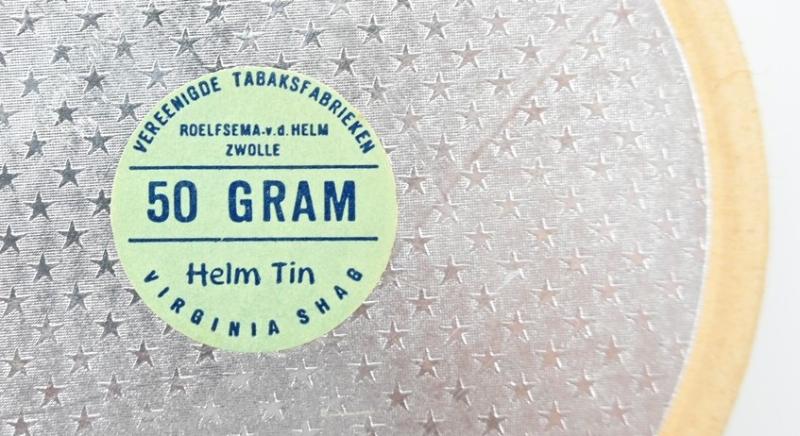 VEREENIGDE TABAKSFABRIEKEN
ROELFSEMA-v.d. HELM
ZWOLLE
50 GRAM
Helm Tin
VIRGINIA SHAG